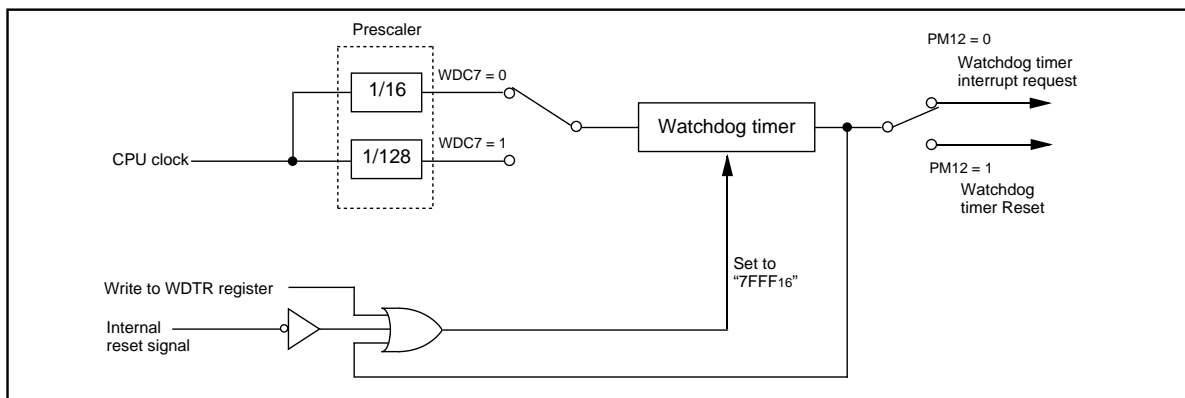 Prescaler
1/16
WDC7 = 0
CPU clock
1/128
WDC7 = 1
Watchdog timer
PM12 = 0
Watchdog timer
interrupt request
PM12 = 1
Watchdog
timer Reset
Set to
“7FFF16”
Write to WDTR register
Internal
reset signal